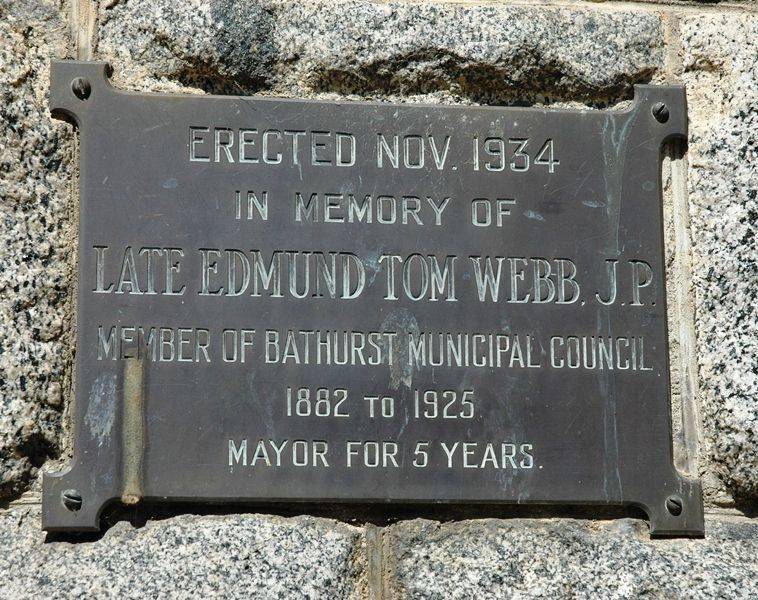 ERECTED NOV. 1934
IN MEMORY OF
LATE EDMUND TOM WEBB. J.P.
MEMBER OF BATHURST MUNICIPAL COUNCIL
1882 TO 1925
MAYOR FOR 5 YEARS.